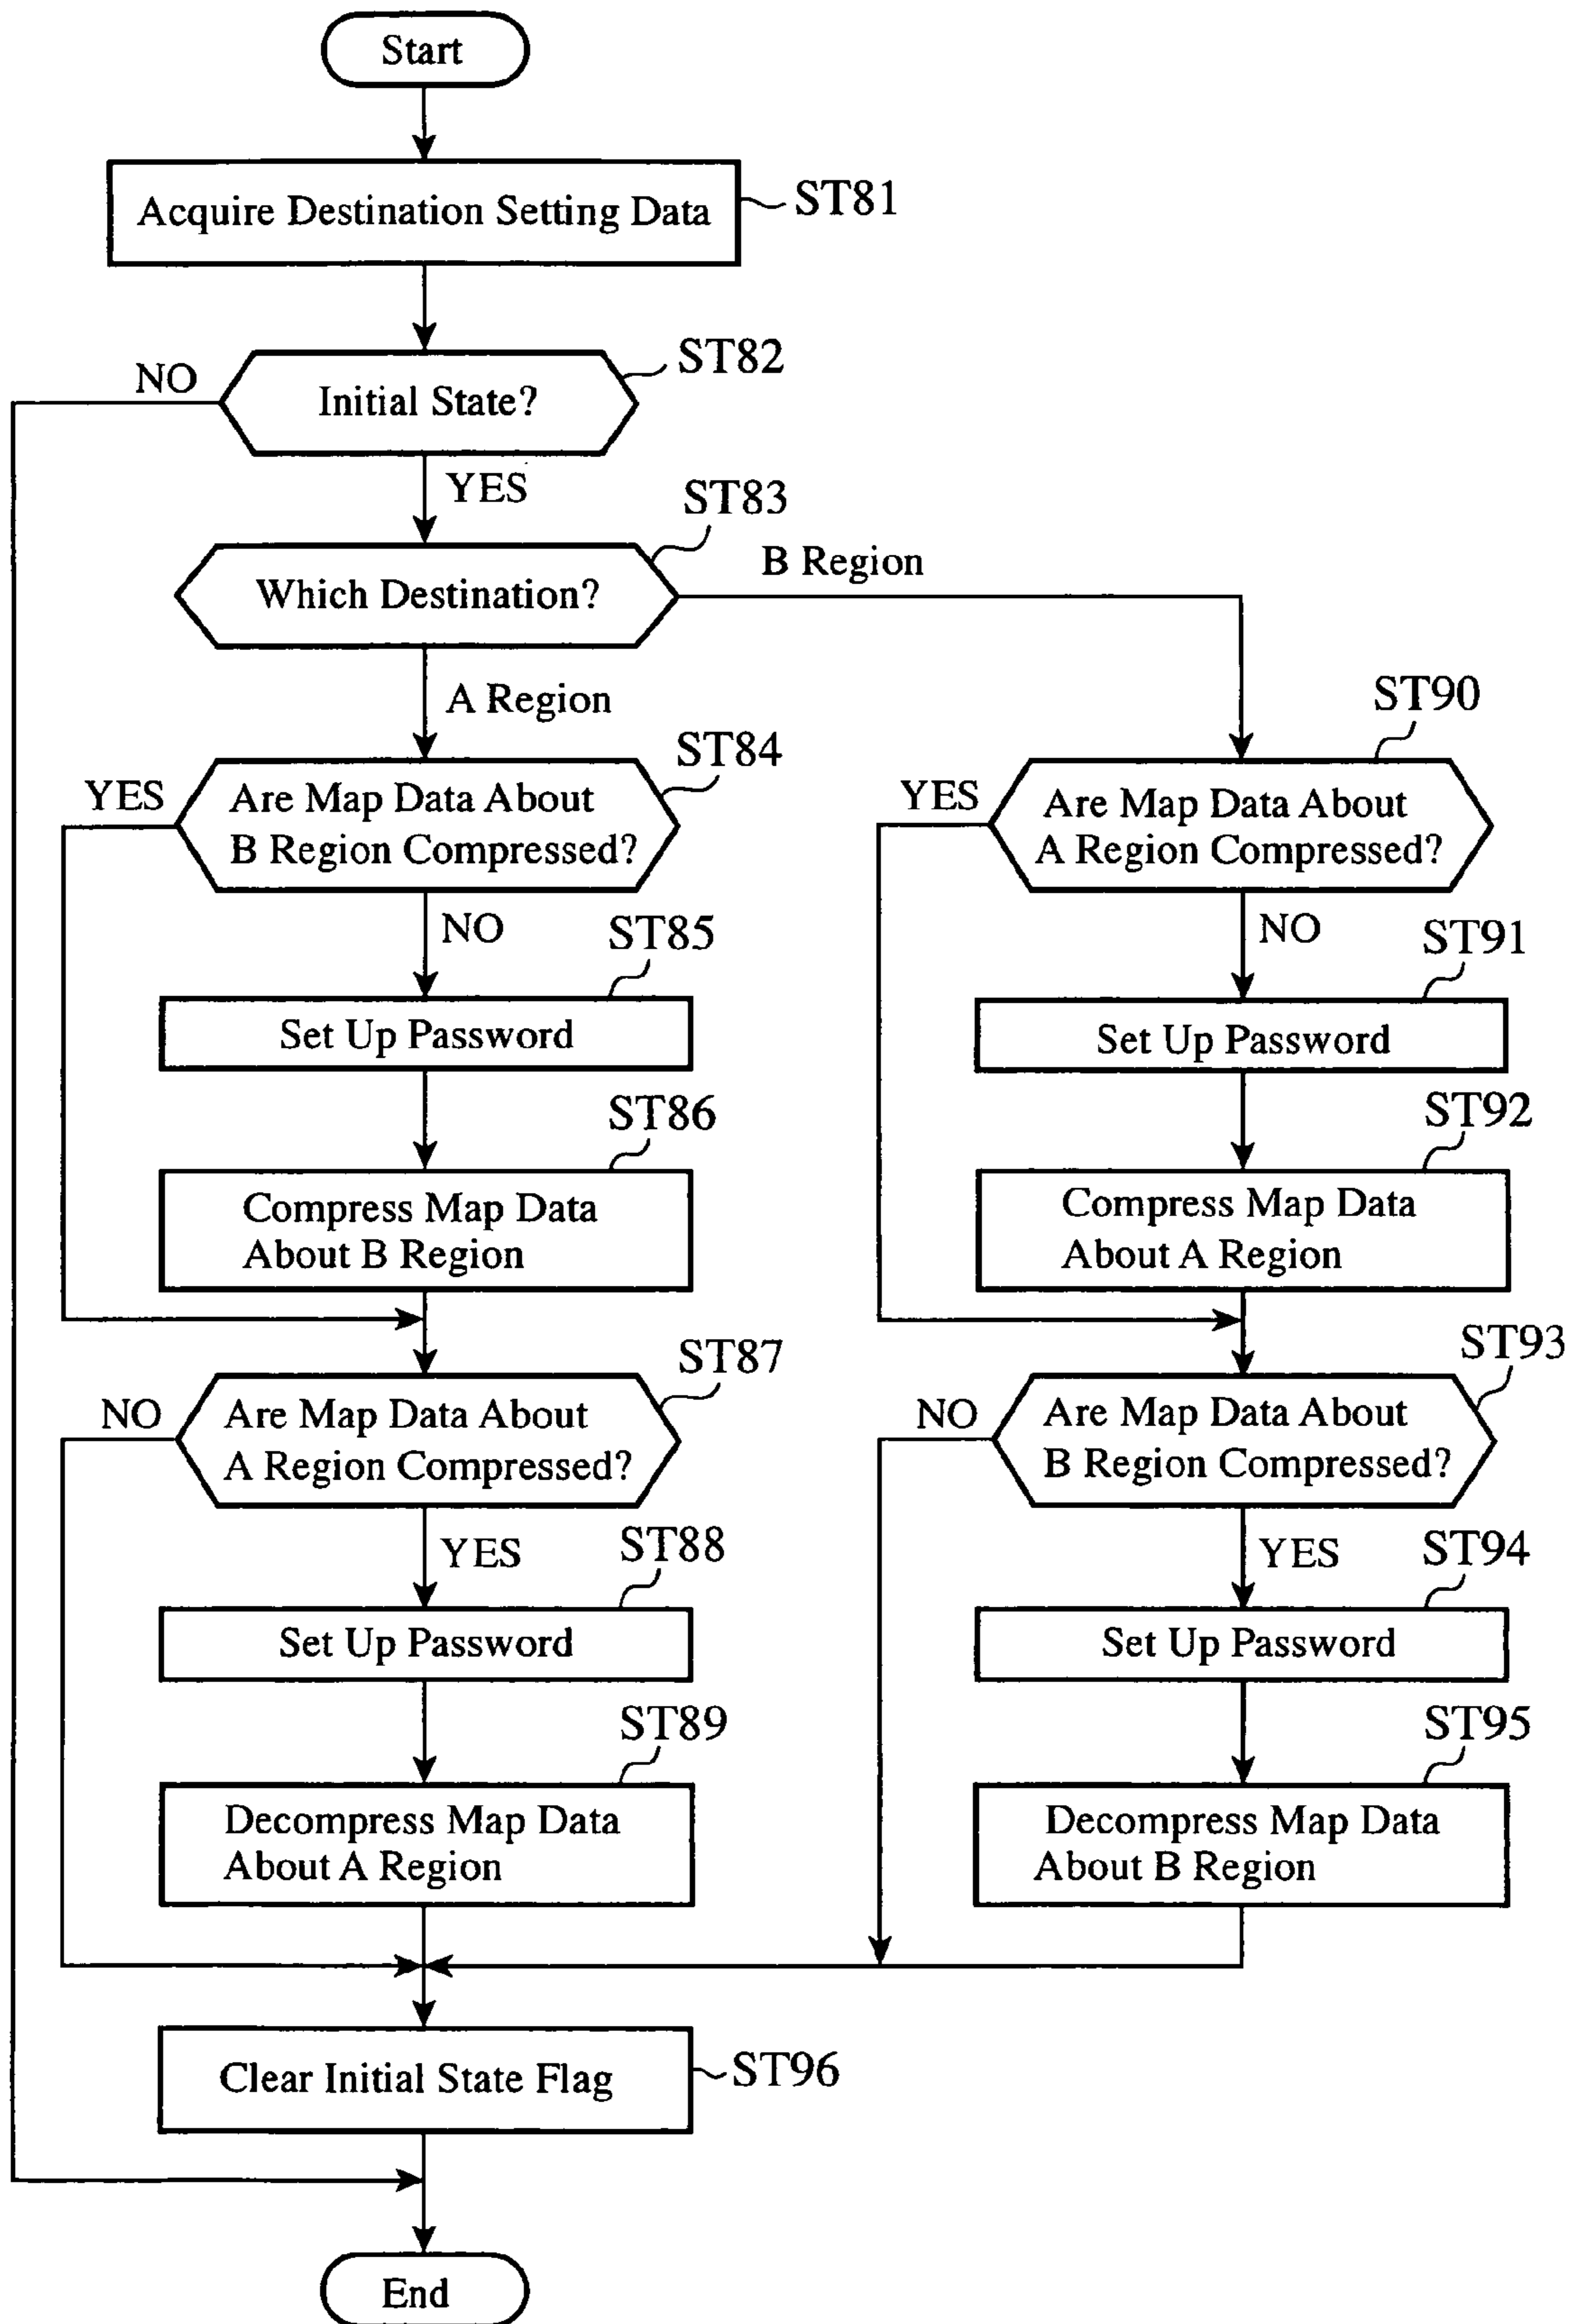 Start
Acquire Destination Setting Data
ST81
NO
Initial State?
ST82
YES
ST83
Which Destination?
B Region
A Region
ST84
YES
Are Map Data About
B Region Compressed?
ST90
YES
Are Map Data About
A Region Compressed?
NO
ST85
Set Up Password
NO
ST91
Set Up Password
ST86
Compress Map Data
About B Region
ST92
Compress Map Data
About A Region
ST87
NO
Are Map Data About
A Region Compressed?
ST93
NO
Are Map Data About
B Region Compressed?
YES
ST88
Set Up Password
YES
ST94
Set Up Password
ST89
Decompress Map Data
About A Region
ST95
Decompress Map Data
About B Region
Clear Initial State Flag
ST96
End